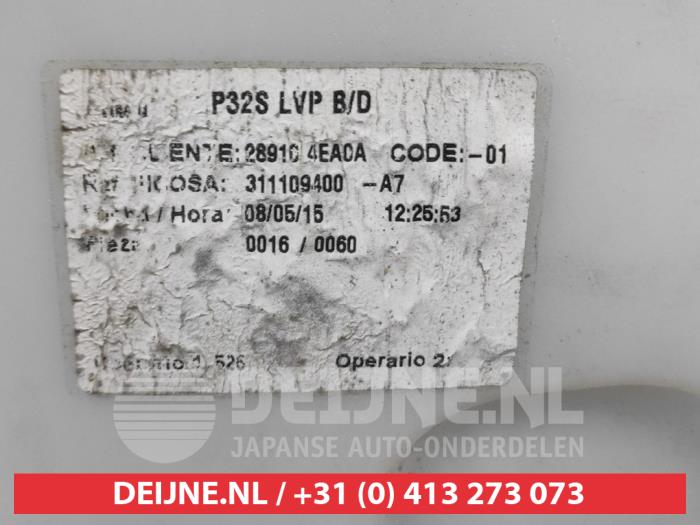 P32S LVP B/D
ENTE: 28910 4EA0A CODE:-01
311109400 -A7
/ Hora: 08/05/15 12:25:53
0016 / 0060
526 Operario 2:
DEIJNE.NL
JAPANSE AUTO-ONDERDELEN
DEIJNE.NL / +31 (0) 413 273 073